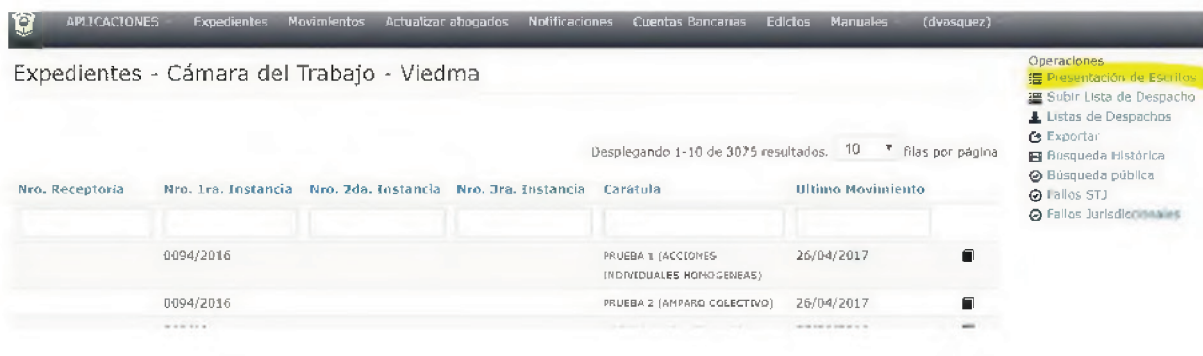 APLICACIONES Expedientes Movimientos Actualizar abogados Notificaciones Cuentas Bancarias Edictos Manuales (dvasquez)
Expedientes - Cámara del Trabajo - Viedma
Operaciones
Presentación de Escritos
Subir Lista de Despacho
Listas de Despachos
Exportar
Búsqueda Histórica
Búsqueda pública
Fallos STJ
Fallos Jurisdiccionales
Desplegando 1-10 de 3075 resultados. 10 filas por página
Nro. Receptoría Nro. 1ra. Instancia Nro. 2da. Instancia Nro. 3ra. Instancia Carátula Ultimo Movimiento
0094/2016 PRUEBA 1 (ACCIONES INDIVIDUALES HOMOGENEAS) 26/04/2017
0094/2016 PRUEBA 2 (AMPARO COLECTIVO) 26/04/2017